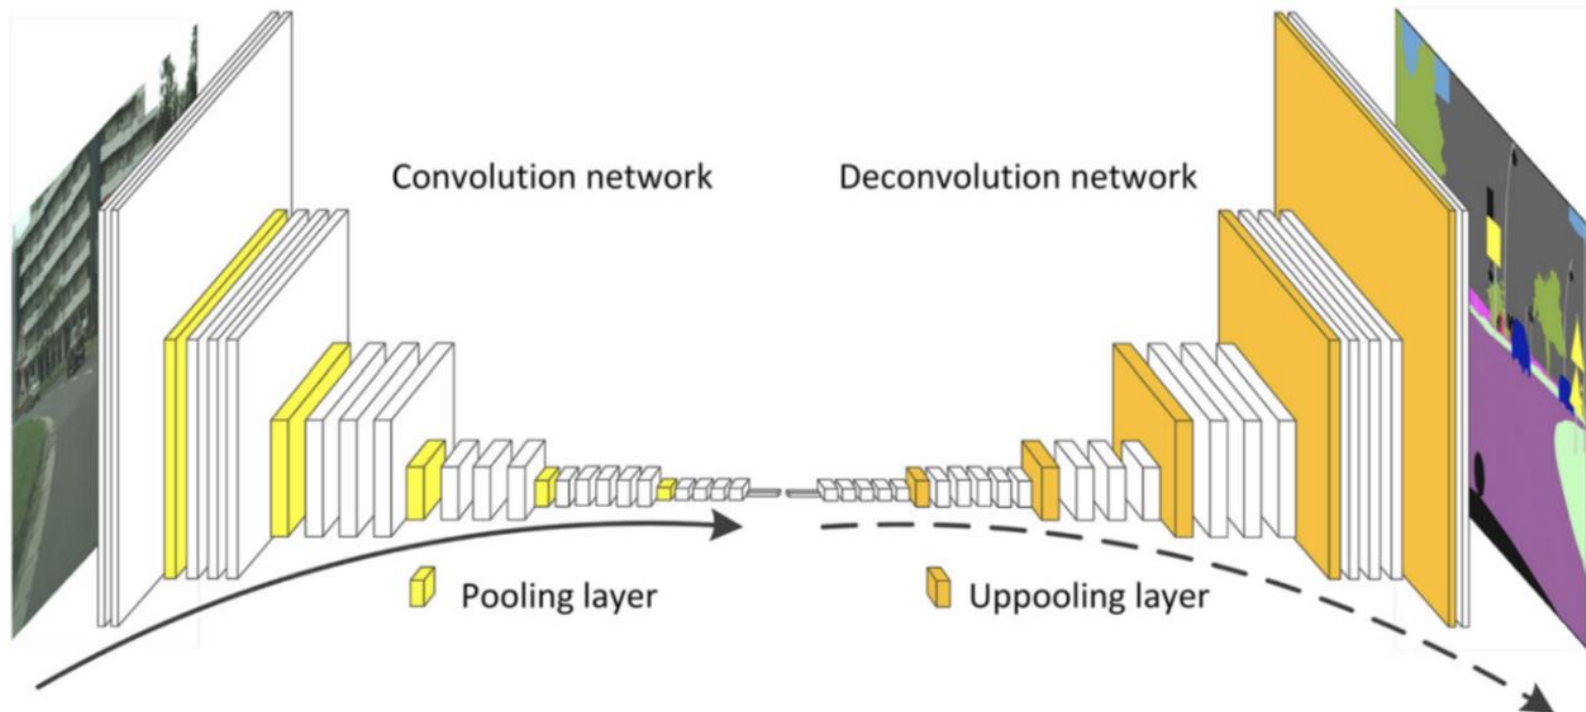 Convolution network
Deconvolution network
Pooling layer
Uppooling layer